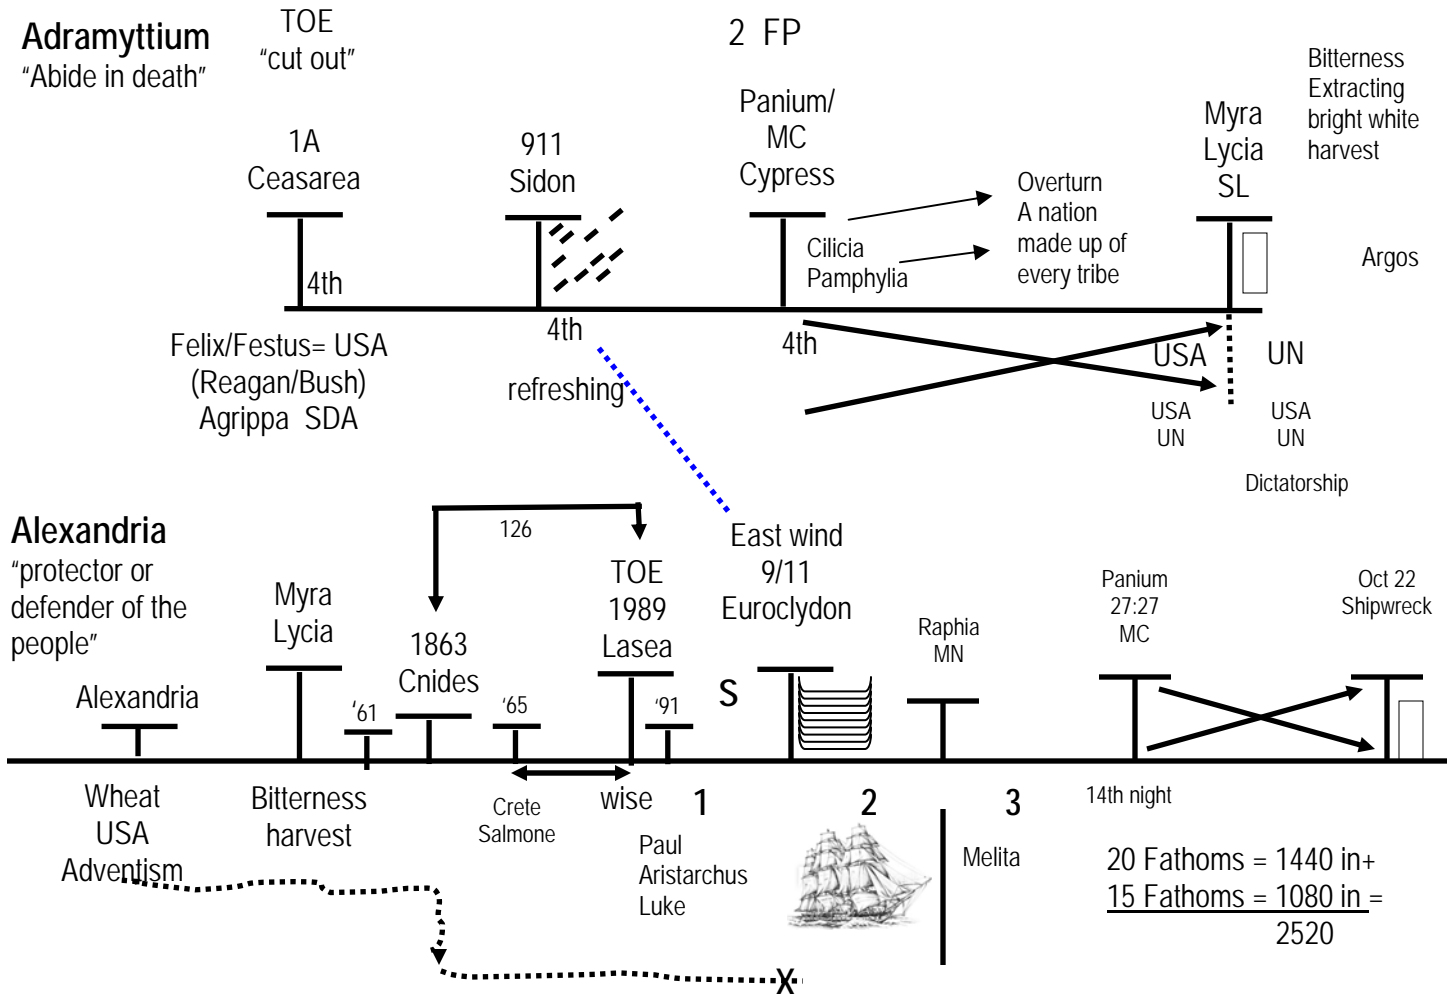 Adramyttium
"Abide in death"
TOE
"cut out"
2 FP
Bitterness
Extracting
bright white
harvest
1A
Ceasarea
911
Sidon
Panium/
MC
Cypress
Myra
Lycia
SL
Overturn
A nation
made up of
every tribe
Cilicia
Pamphylia
Argos
4th
4th
4th
Felix/Festus= USA
(Reagan/Bush)
Agrippa SDA
refreshing
USA
UN
USA
UN
USA
UN
Dictatorship
Alexandria
"protector or
defender of the
people"
126
Alexandria
Myra
Lycia
'61
1863
Cnides
'65
TOE
1989
Lasea
'91
S
East wind
9/11
Euroclydon
Raphia
MN
Panium
27:27
MC
Oct 22
Shipwreck
Wheat
USA
Adventism
Bitterness
harvest
Crete
Salmone
wise
1
2
3
14th night
Paul
Aristarchus
Luke
Melita
20 Fathoms = 1440 in+
15 Fathoms = 1080 in =
2520
X